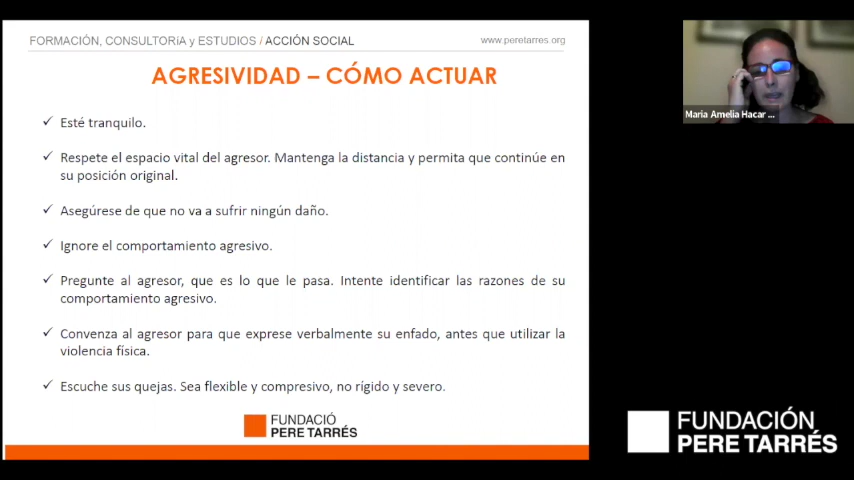 FORMACIÓN, CONSULTORíA y ESTUDIOS / ACCIÓN SOCIAL
www.peretarres.org
AGRESIVIDAD – CÓMO ACTUAR
✓ Esté tranquilo.
✓ Respete el espacio vital del agresor. Mantenga la distancia y permita que continúe en
su posición original.
✓ Asegúrese de que no va a sufrir ningún daño.
✓ Ignore el comportamiento agresivo.
✓ Pregunte al agresor, que es lo que le pasa. Intente identificar las razones de su
comportamiento agresivo.
✓ Convenza al agresor para que exprese verbalmente su enfado, antes que utilizar la
violencia física.
✓ Escuche sus quejas. Sea flexible y compresivo, no rígido y severo.
FUNDACIÓ
PERE TARRÉS
Maria Amelia Hacar ...
FUNDACIÓN
PERE TARRÉS